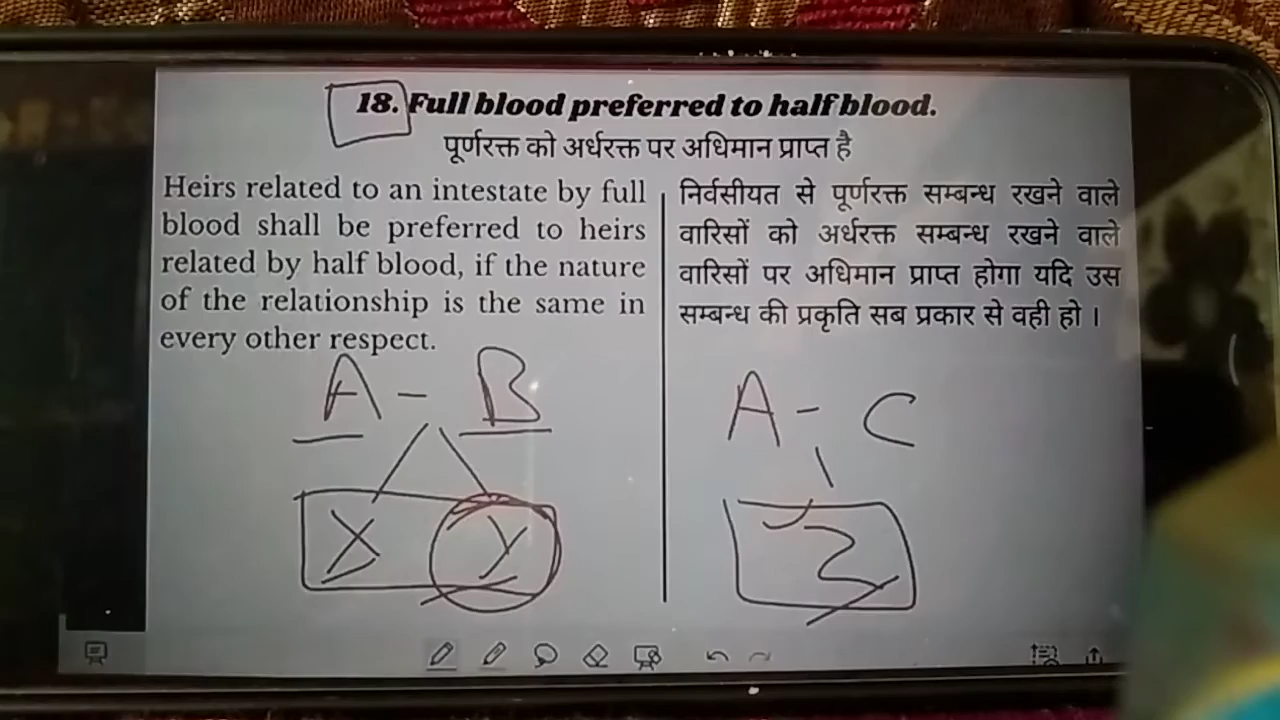 18. Full blood preferred to half blood.
पूर्णरक्त को अर्धरक्त पर अधिमान प्राप्त है
Heirs related to an intestate by full
blood shall be preferred to heirs
related by half blood, if the nature
of the relationship is the same in
every other respect.
निर्वसीयत से पूर्णरक्त सम्बन्ध रखने वाले
वारिसों को अर्धरक्त सम्बन्ध रखने वाले
वारिसों पर अधिमान प्राप्त होगा यदि उस
सम्बन्ध की प्रकृति सब प्रकार से वही हो ।
A - B
X Y
A - C
Z